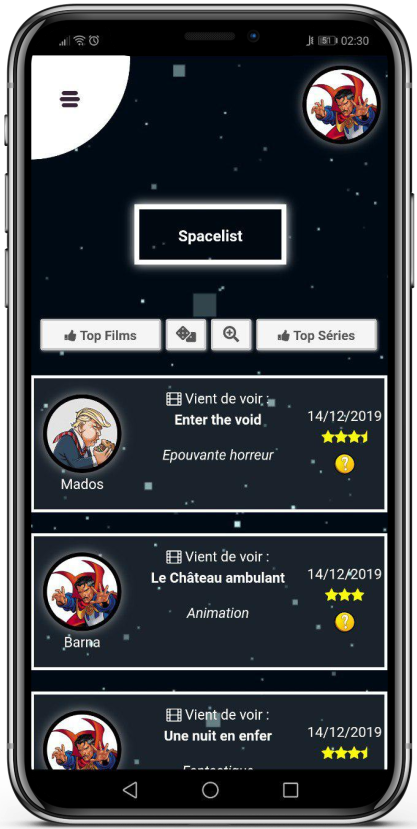 51 02:30
Spacelist
Top Films
Top Séries
Vient de voir :
Enter the void
14/12/2019
Epouvante horreur
?
Mados
Vient de voir :
Le Château ambulant
14/12/2019
Animation
?
Barna
Vient de voir :
Une nuit en enfer
14/12/2019
Fantastique